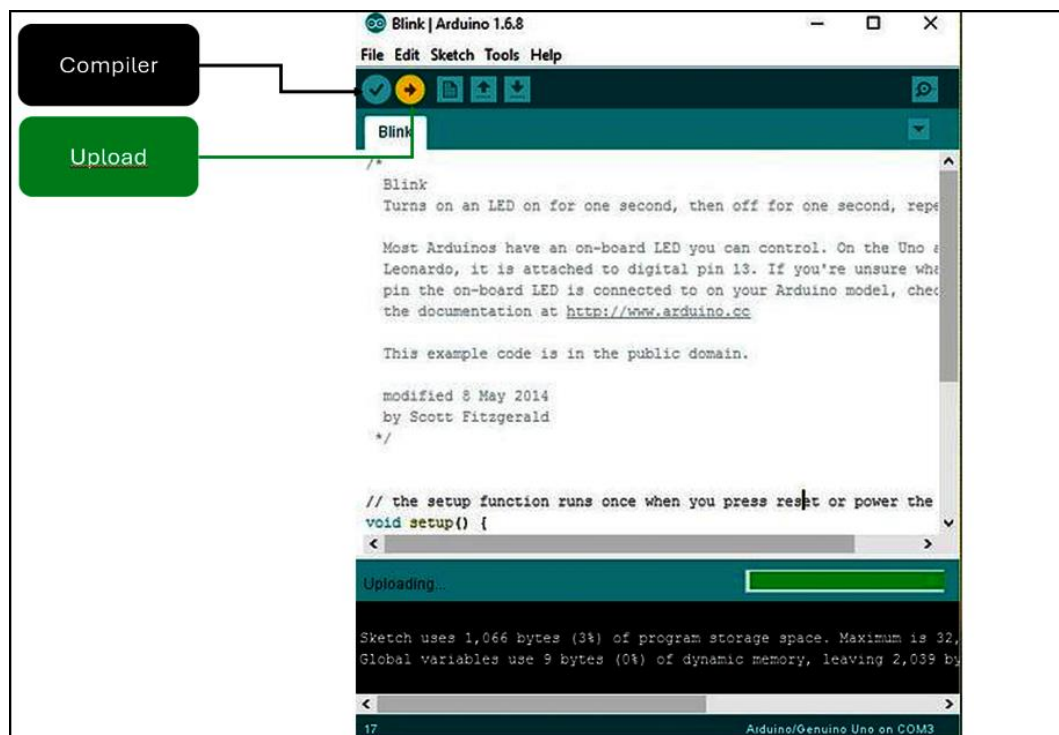 Blink | Arduino 1.6.8
File Edit Sketch Tools Help
Compiler
Upload
Blink
/*
Blink
Turns on an LED on for one second, then off for one second, repe
Most Arduinos have an on-board LED you can control. On the Uno a
Leonardo, it is attached to digital pin 13. If you're unsure wha
pin the on-board LED is connected to on your Arduino model, chec
the documentation at http://www.arduino.cc
This example code is in the public domain.
modified 8 May 2014
by Scott Fitzgerald
*/
// the setup function runs once when you press reset or power the
void setup() {
Uploading...
Sketch uses 1,066 bytes (3%) of program storage space. Maximum is 32,
Global variables use 9 bytes (0%) of dynamic memory, leaving 2,039 by
17
Arduino/Genuino Uno on COM3